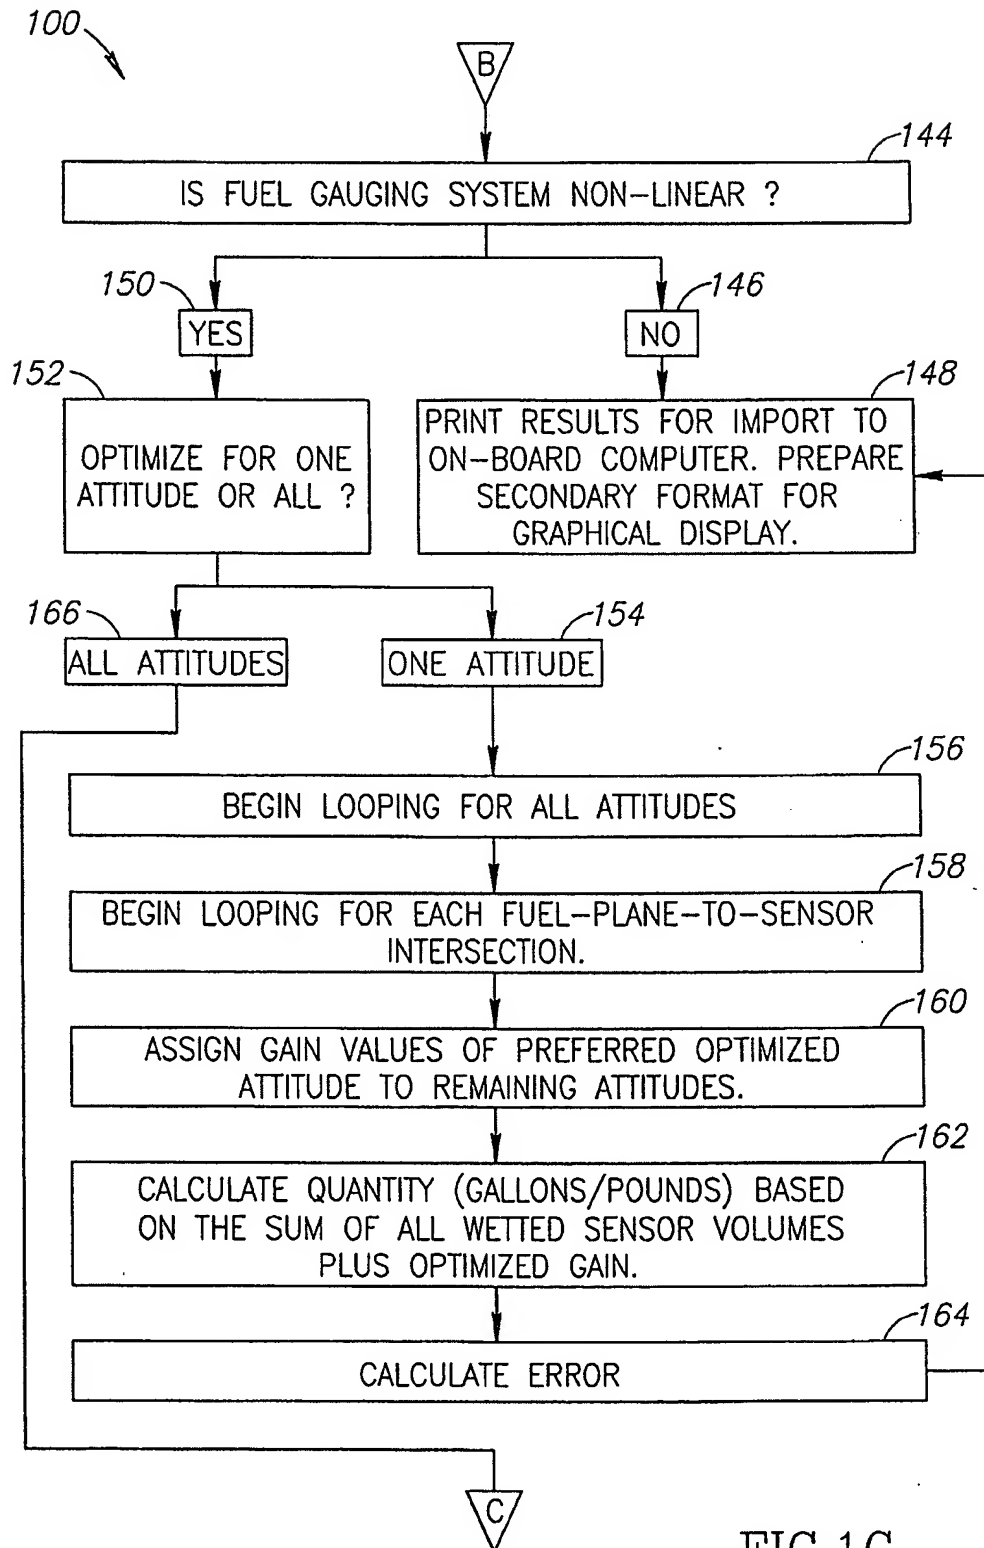 100
B
144
IS FUEL GAUGING SYSTEM NON-LINEAR ?
150
146
YES
NO
152
148
OPTIMIZE FOR ONE
ATTITUDE OR ALL ?
PRINT RESULTS FOR IMPORT TO
ON-BOARD COMPUTER. PREPARE
SECONDARY FORMAT FOR
GRAPHICAL DISPLAY.
166
154
ALL ATTITUDES
ONE ATTITUDE
156
BEGIN LOOPING FOR ALL ATTITUDES
158
BEGIN LOOPING FOR EACH FUEL-PLANE-TO-SENSOR
INTERSECTION.
160
ASSIGN GAIN VALUES OF PREFERRED OPTIMIZED
ATTITUDE TO REMAINING ATTITUDES.
162
CALCULATE QUANTITY (GALLONS/POUNDS) BASED
ON THE SUM OF ALL WETTED SENSOR VOLUMES
PLUS OPTIMIZED GAIN.
164
CALCULATE ERROR
C
FIG.1C